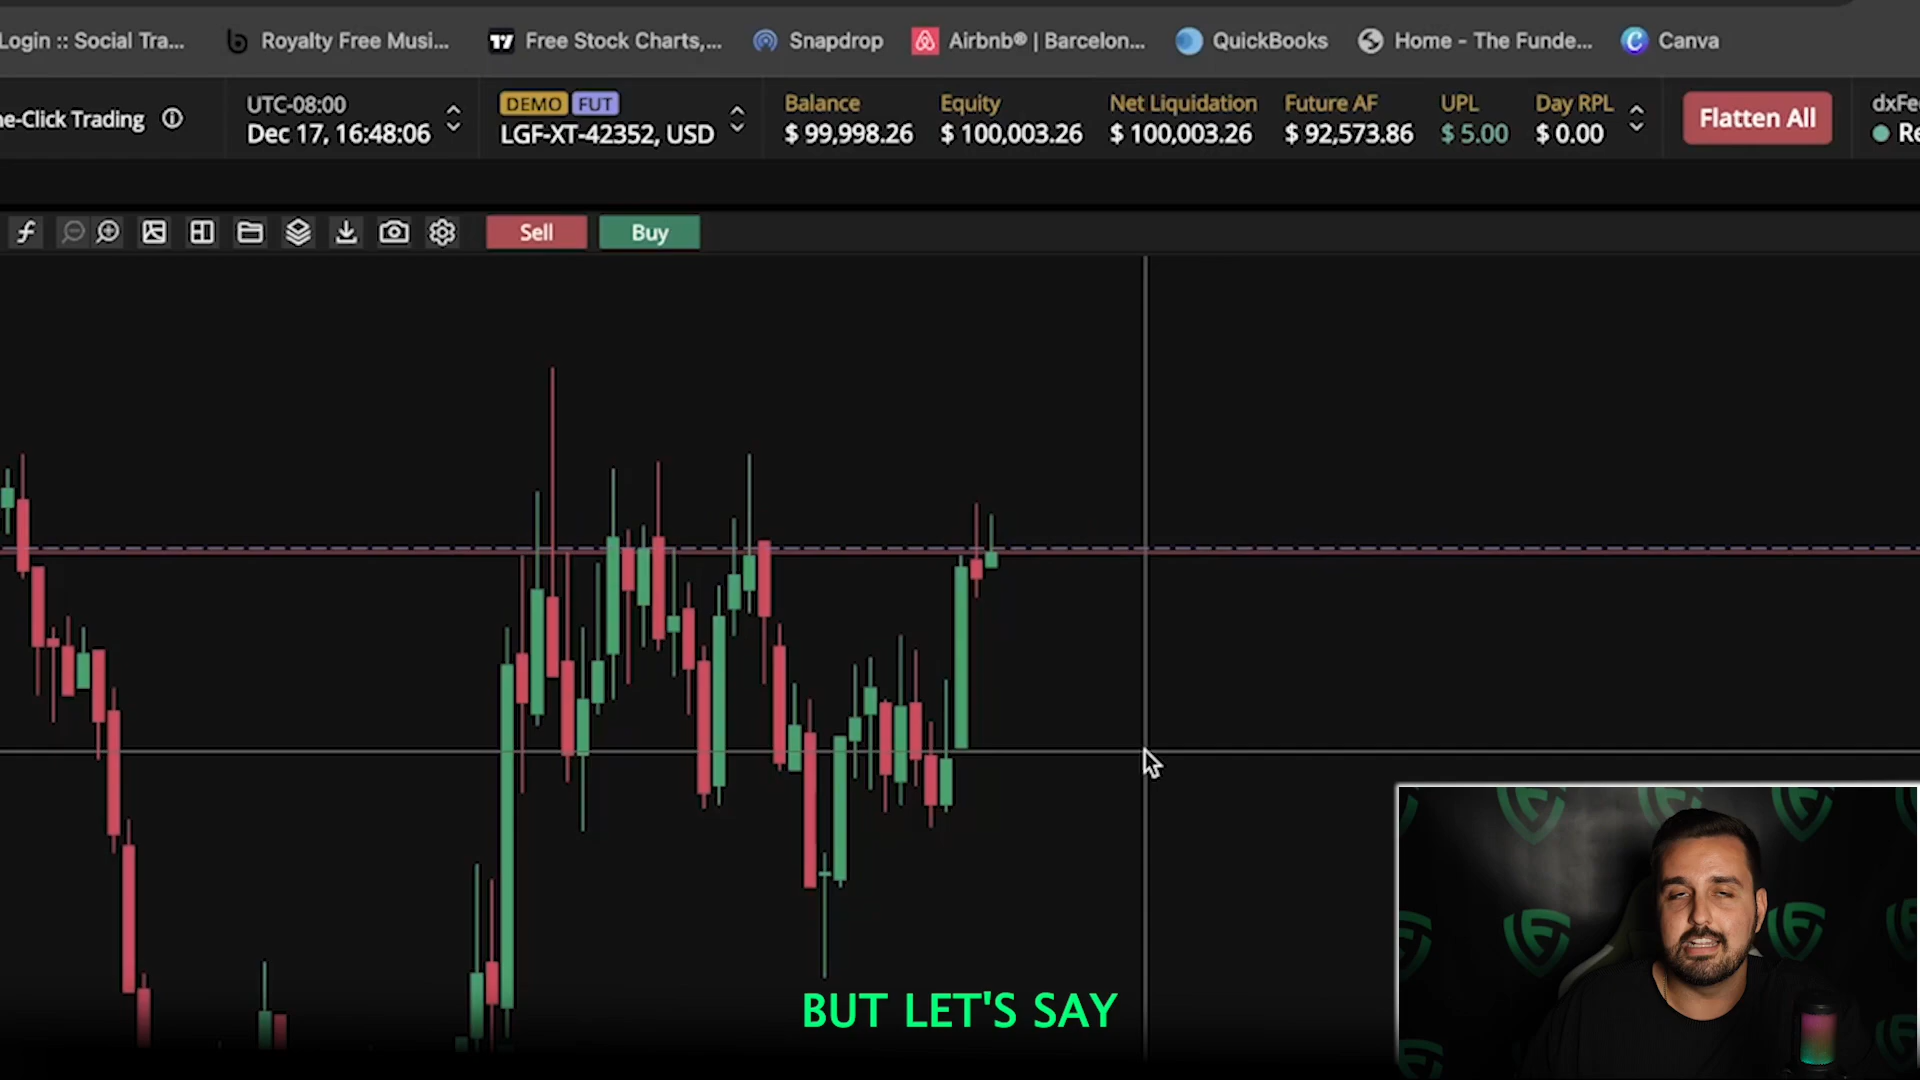 Login :: Social Tra...
Royalty Free Musi...
Free Stock Charts,...
Snapdrop
Airbnb® | Barcelon...
QuickBooks
Home - The Funde...
Canva
ne-Click Trading
UTC-08:00
Dec 17, 16:48:06
DEMO FUT
LGF-XT-42352, USD
Balance
$ 99,998.26
Equity
$ 100,003.26
Net Liquidation
$ 100,003.26
Future AF
$ 92,573.86
UPL
$ 5.00
Day RPL
$ 0.00
Flatten All
dxFe
Re
Sell
Buy
BUT LET'S SAY